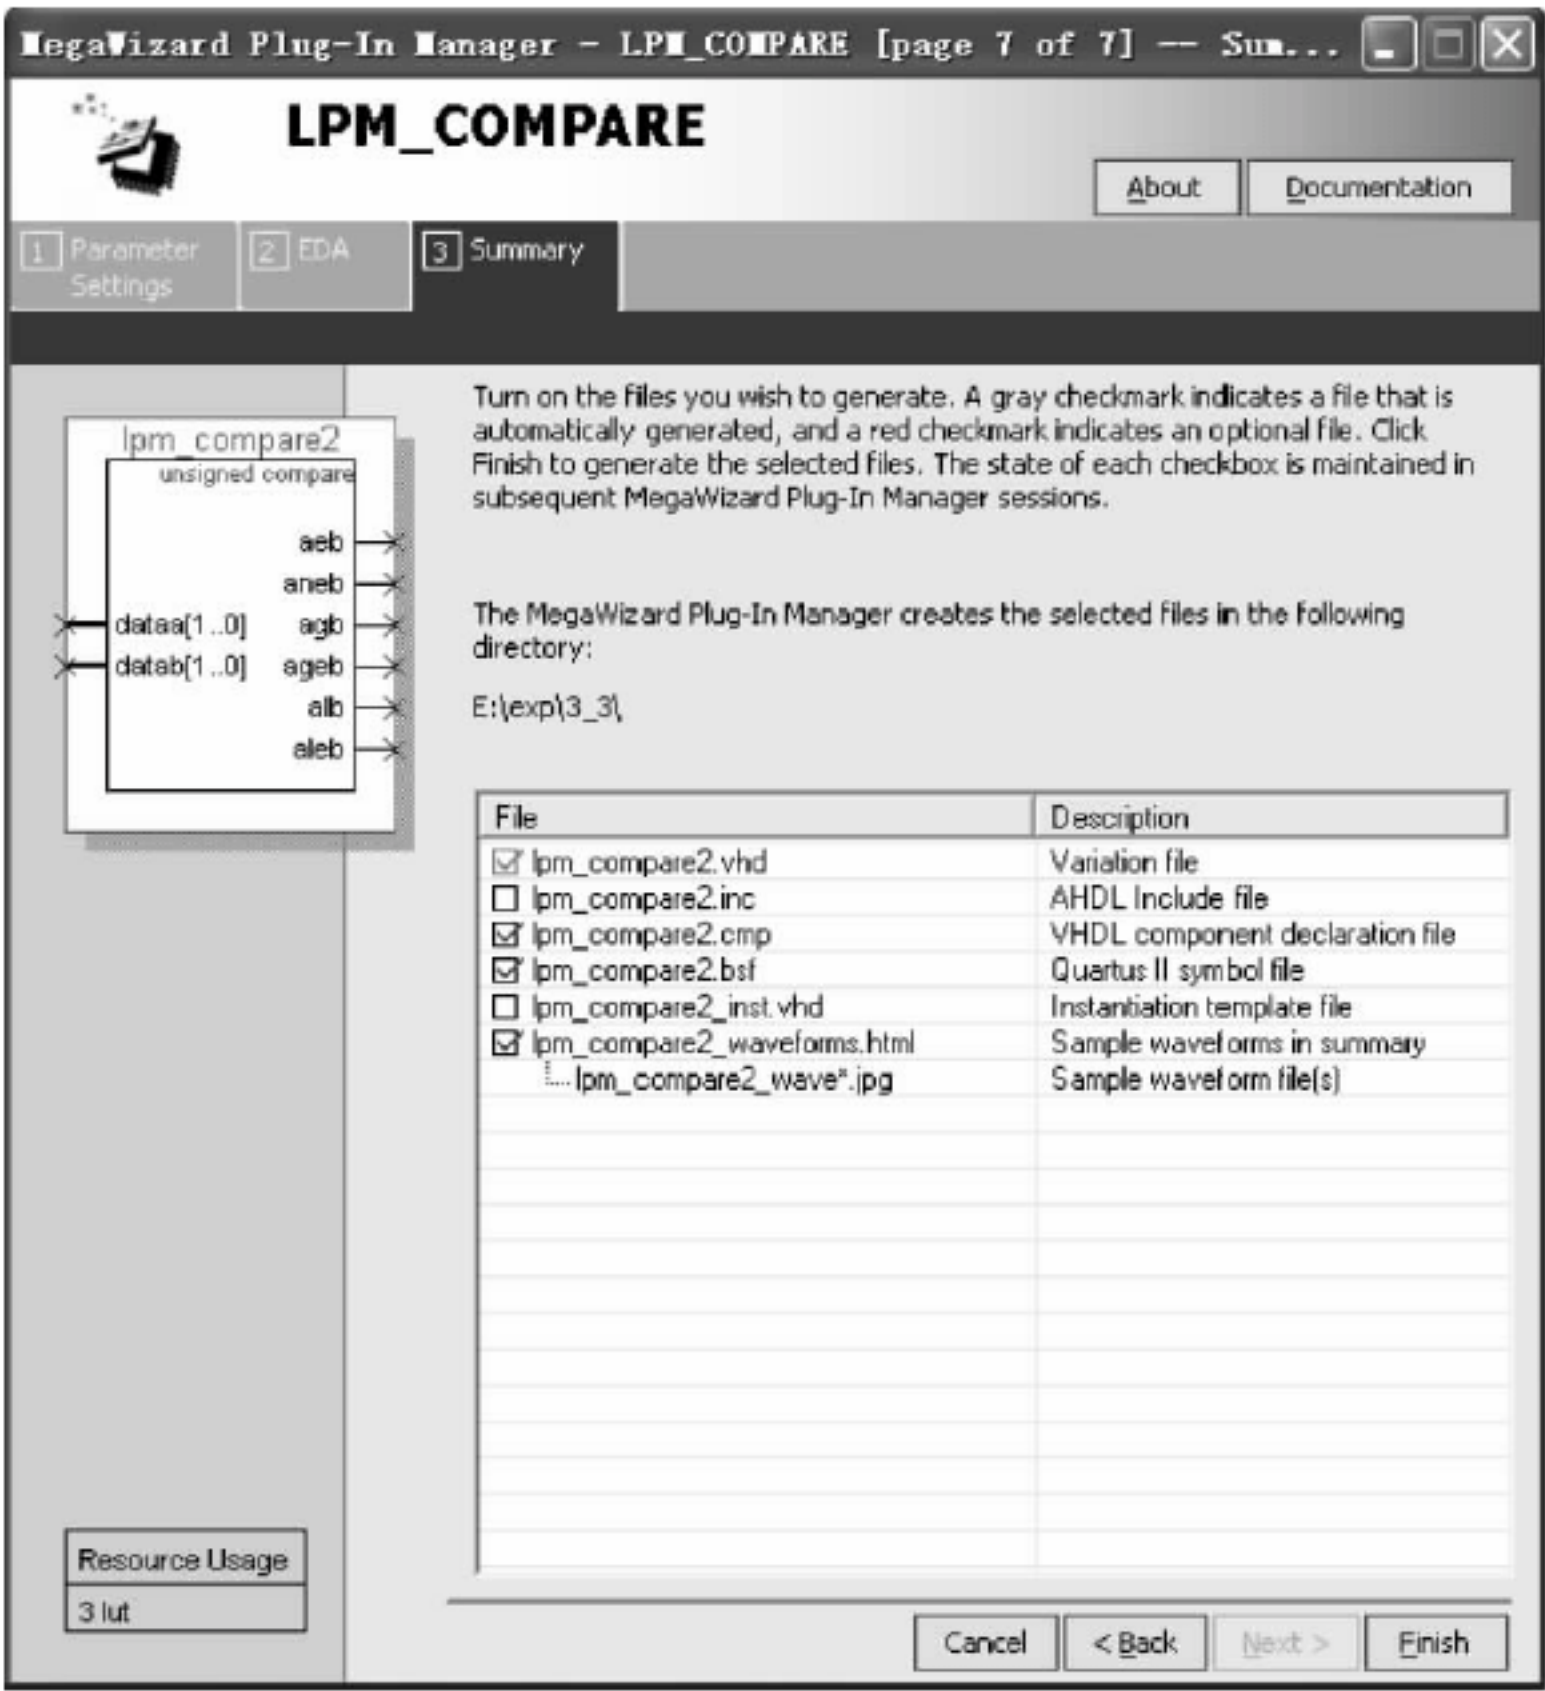 MegaWizard Plug-In Manager - LPM_COMPARE [page 7 of 7] -- Sum...
LPM_COMPARE
About
Documentation
1 Parameter
Settings
2 EDA
3 Summary
Turn on the files you wish to generate. A gray checkmark indicates a file that is
automatically generated, and a red checkmark indicates an optional file. Click
Finish to generate the selected files. The state of each checkbox is maintained in
subsequent MegaWizard Plug-In Manager sessions.
lpm_compare2
unsigned compare
aeb
aneb
dataa[1..0] agb
datab[1..0] ageb
alb
aleb
The MegaWizard Plug-In Manager creates the selected files in the following
directory:
E:\exp\3_3\
File Description
lpm_compare2.vhd Variation file
lpm_compare2.inc AHDL Include file
lpm_compare2.cmp VHDL component declaration file
lpm_compare2.bsf Quartus II symbol file
lpm_compare2_inst.vhd Instantiation template file
lpm_compare2_waveforms.html Sample waveforms in summary
lpm_compare2_wave*.jpg Sample waveform file(s)
Resource Usage
3 lut
Cancel
< Back
Next >
Finish